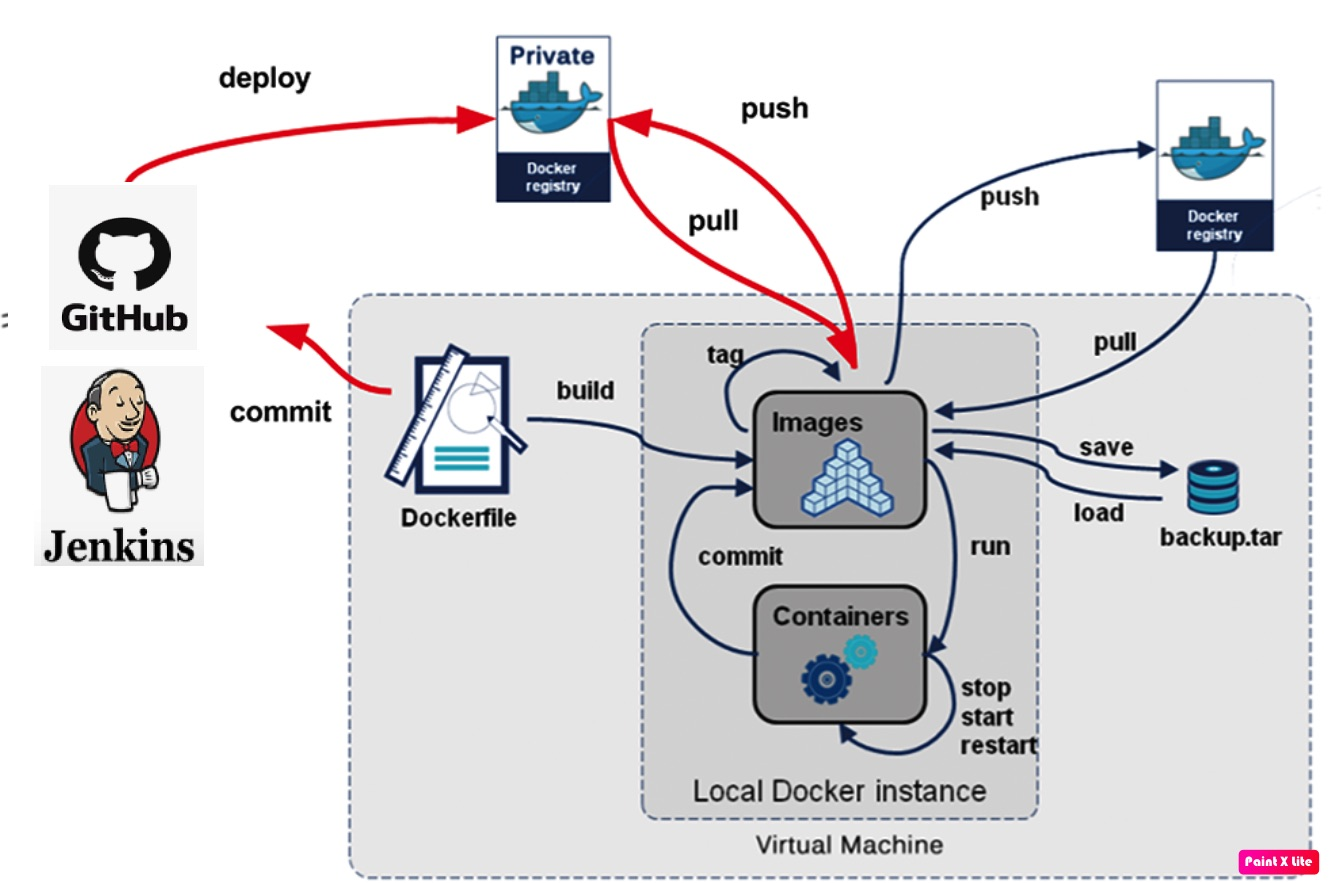 deploy
Private
Docker
registry
push
pull
push
Docker
registry
GitHub
commit
Jenkins
Dockerfile
build
tag
Images
pull
save
load
backup.tar
commit
run
Containers
stop
start
restart
Local Docker instance
Virtual Machine
Paint X Lite